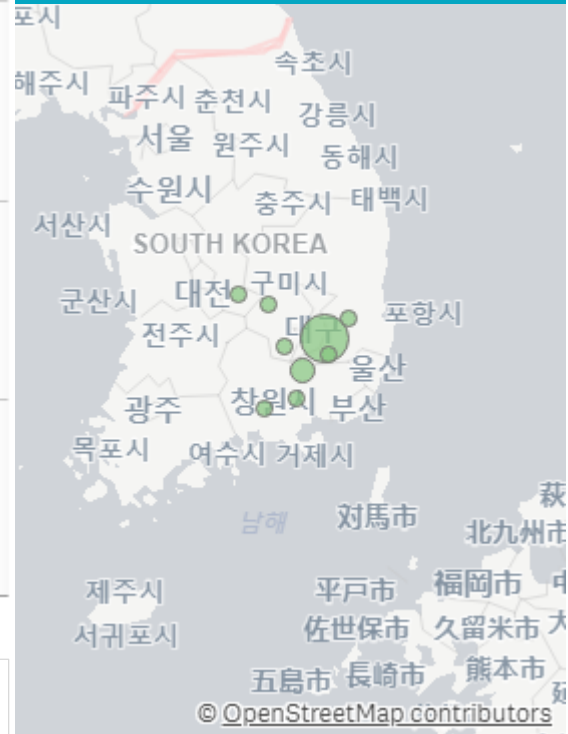 포시
속초시
해주시
파주시 춘천시
강릉시
서울 원주시
동해시
수원시
충주시 태백시
서산시
SOUTH KOREA
대전 구미시
군산시
포항시
전주시
대구
울산
광주
창원시 부산
목포시
여수시 거제시
남해
対馬市
萩
北九州市
제주시
平戸市 福岡市
서귀포시
佐世保市 久留米市 大
五島市 長崎市 熊本市
延
© OpenStreetMap contributors